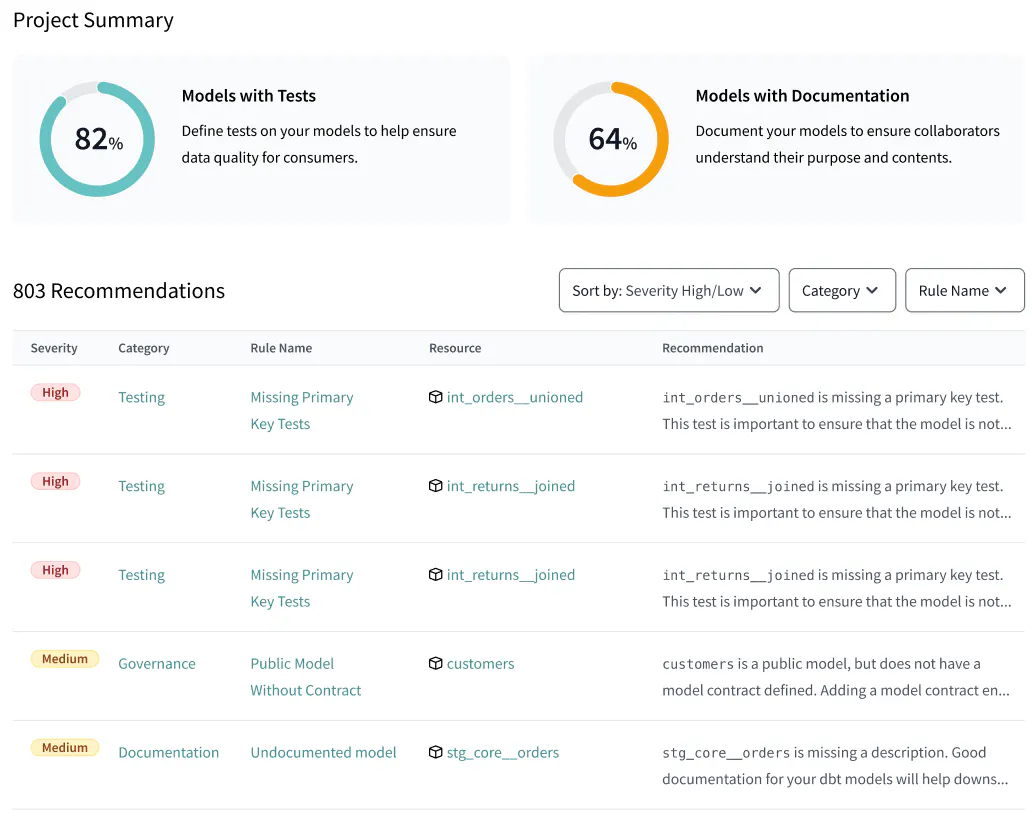 Project Summary
82%
Models with Tests
Define tests on your models to help ensure
data quality for consumers.
64%
Models with Documentation
Document your models to ensure collaborators
understand their purpose and contents.
803 Recommendations
Sort by: Severity High/Low
Category
Rule Name
Severity Category Rule Name Resource Recommendation
High
Testing
Missing Primary
Key Tests
int_orders__unioned
int_orders__unioned is missing a primary key test.
This test is important to ensure that the model is not...
High
Testing
Missing Primary
Key Tests
int_returns__joined
int_returns__joined is missing a primary key test.
This test is important to ensure that the model is not...
High
Testing
Missing Primary
Key Tests
int_returns__joined
int_returns__joined is missing a primary key test.
This test is important to ensure that the model is not...
Medium
Governance
Public Model
Without Contract
customers
customers is a public model, but does not have a
model contract defined. Adding a model contract en...
Medium
Documentation
Undocumented model
stg_core__orders
stg_core__orders is missing a description. Good
documentation for your dbt models will help downs...